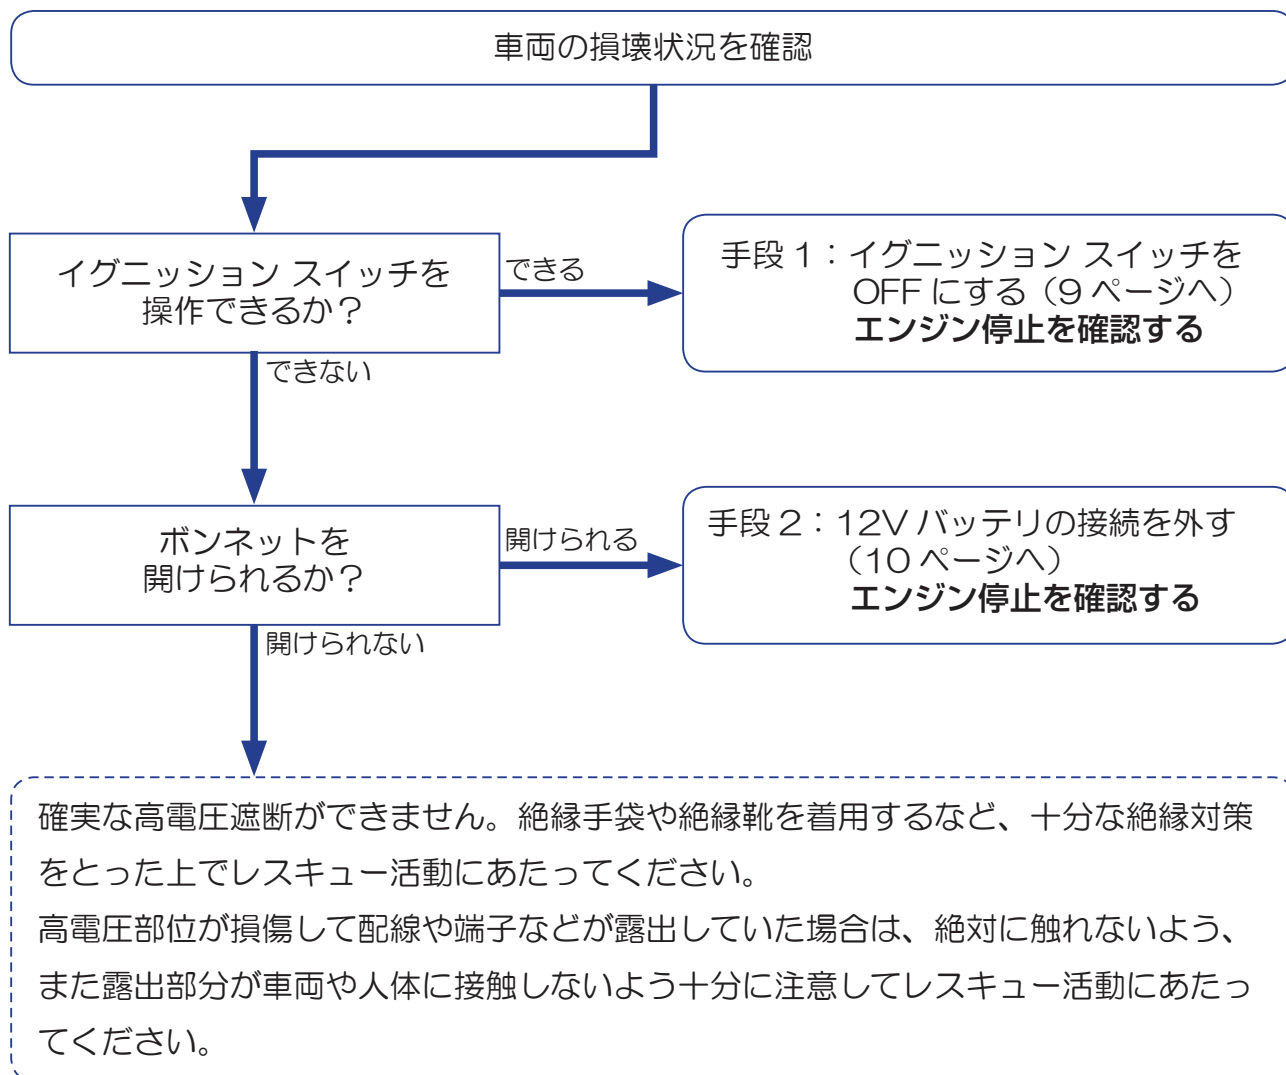 車両の損壊状況を確認
イグニッション スイッチを
操作できるか？
できる
手段 1：イグニッション スイッチを
OFF にする（9 ページへ）
エンジン停止を確認する
できない
ボンネットを
開けられるか？
開けられる
手段 2：12V バッテリの接続を外す
（10 ページへ）
エンジン停止を確認する
開けられない
確実な高電圧遮断ができません。絶縁手袋や絶縁靴を着用するなど、十分な絶縁対策
をとった上でレスキュー活動にあたってください。
高電圧部位が損傷して配線や端子などが露出していた場合は、絶対に触れないよう、
また露出部分が車両や人体に接触しないよう十分に注意してレスキュー活動にあたっ
てください。